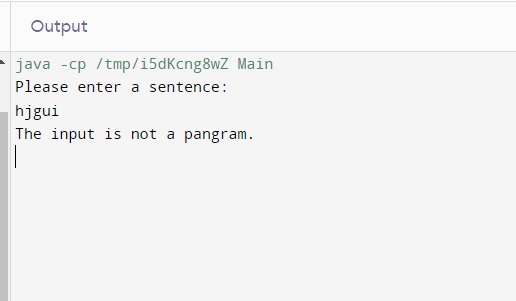 Output
java -cp /tmp/i5dKcng8wZ Main
Please enter a sentence:
hjgui
The input is not a pangram.